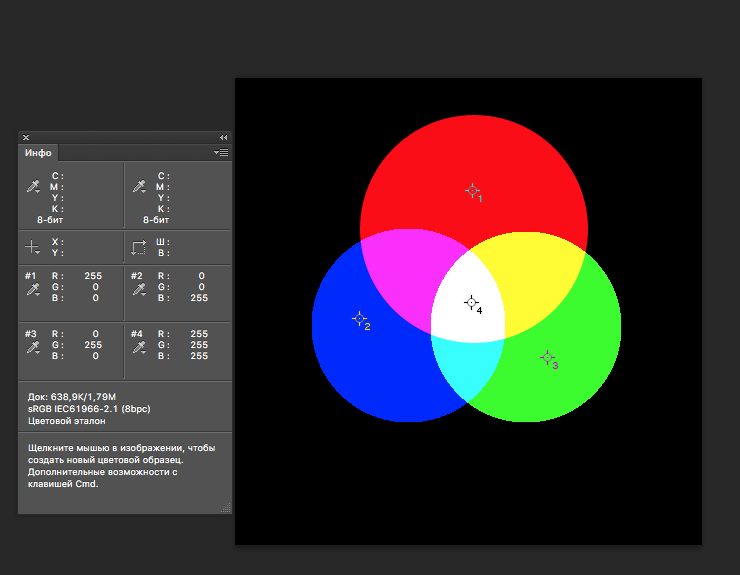 Инфо
C :
M :
Y :
K :
8-бит
C :
M :
Y :
K :
8-бит
X :
Y :
Ш :
В :
#1 R : 255
G : 0
B : 0
#2 R : 0
G : 0
B : 255
#3 R : 0
G : 255
B : 0
#4 R : 255
G : 255
B : 255
Док: 638,9K/1,79M
sRGB IEC61966-2.1 (8bpc)
Цветовой эталон
Щелкните мышью в изображении, чтобы
создать новый цветовой образец.
Дополнительные возможности с
клавишей Cmd.
1
4
2
3